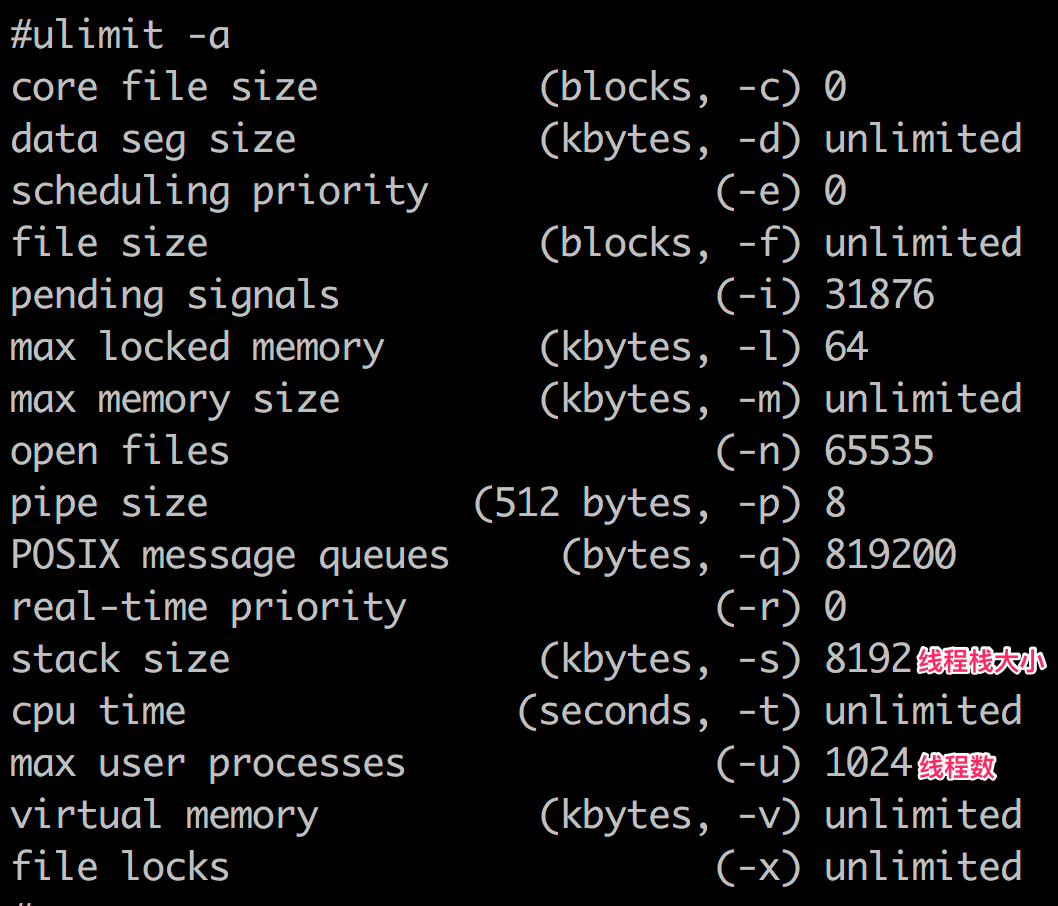 #ulimit -a
core file size (blocks, -c) 0
data seg size (kbytes, -d) unlimited
scheduling priority (-e) 0
file size (blocks, -f) unlimited
pending signals (-i) 31876
max locked memory (kbytes, -l) 64
max memory size (kbytes, -m) unlimited
open files (-n) 65535
pipe size (512 bytes, -p) 8
POSIX message queues (bytes, -q) 819200
real-time priority (-r) 0
stack size (kbytes, -s) 8192 线程栈大小
cpu time (seconds, -t) unlimited
max user processes (-u) 1024 线程数
virtual memory (kbytes, -v) unlimited
file locks (-x) unlimited